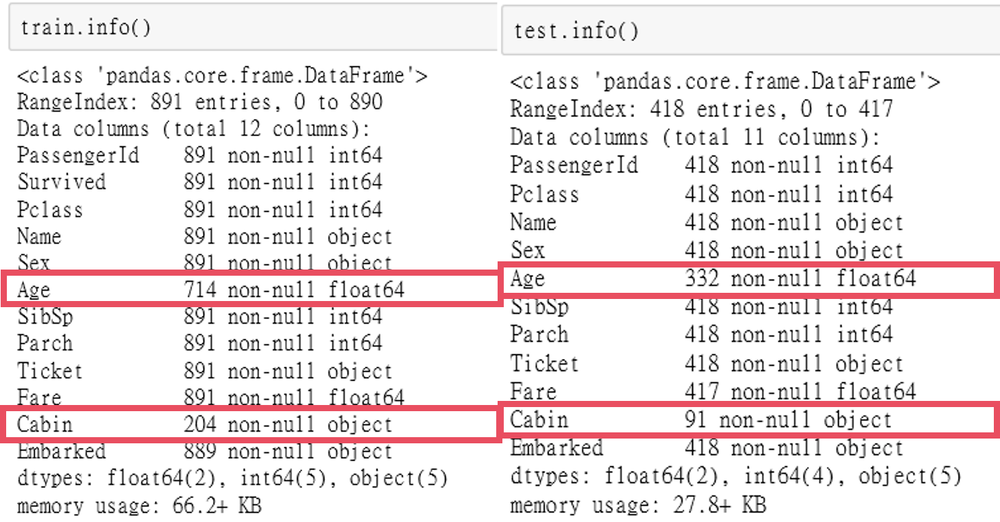 train.info()
<class 'pandas.core.frame.DataFrame'>
RangeIndex: 891 entries, 0 to 890
Data columns (total 12 columns):
PassengerId 891 non-null int64
Survived 891 non-null int64
Pclass 891 non-null int64
Name 891 non-null object
Sex 891 non-null object
Age 714 non-null float64
SibSp 891 non-null int64
Parch 891 non-null int64
Ticket 891 non-null object
Fare 891 non-null float64
Cabin 204 non-null object
Embarked 889 non-null object
dtypes: float64(2), int64(5), object(5)
memory usage: 66.2+ KB
test.info()
<class 'pandas.core.frame.DataFrame'>
RangeIndex: 418 entries, 0 to 417
Data columns (total 11 columns):
PassengerId 418 non-null int64
Pclass 418 non-null int64
Name 418 non-null object
Sex 418 non-null object
Age 332 non-null float64
SibSp 418 non-null int64
Parch 418 non-null int64
Ticket 418 non-null object
Fare 417 non-null float64
Cabin 91 non-null object
Embarked 418 non-null object
dtypes: float64(2), int64(4), object(5)
memory usage: 27.8+ KB